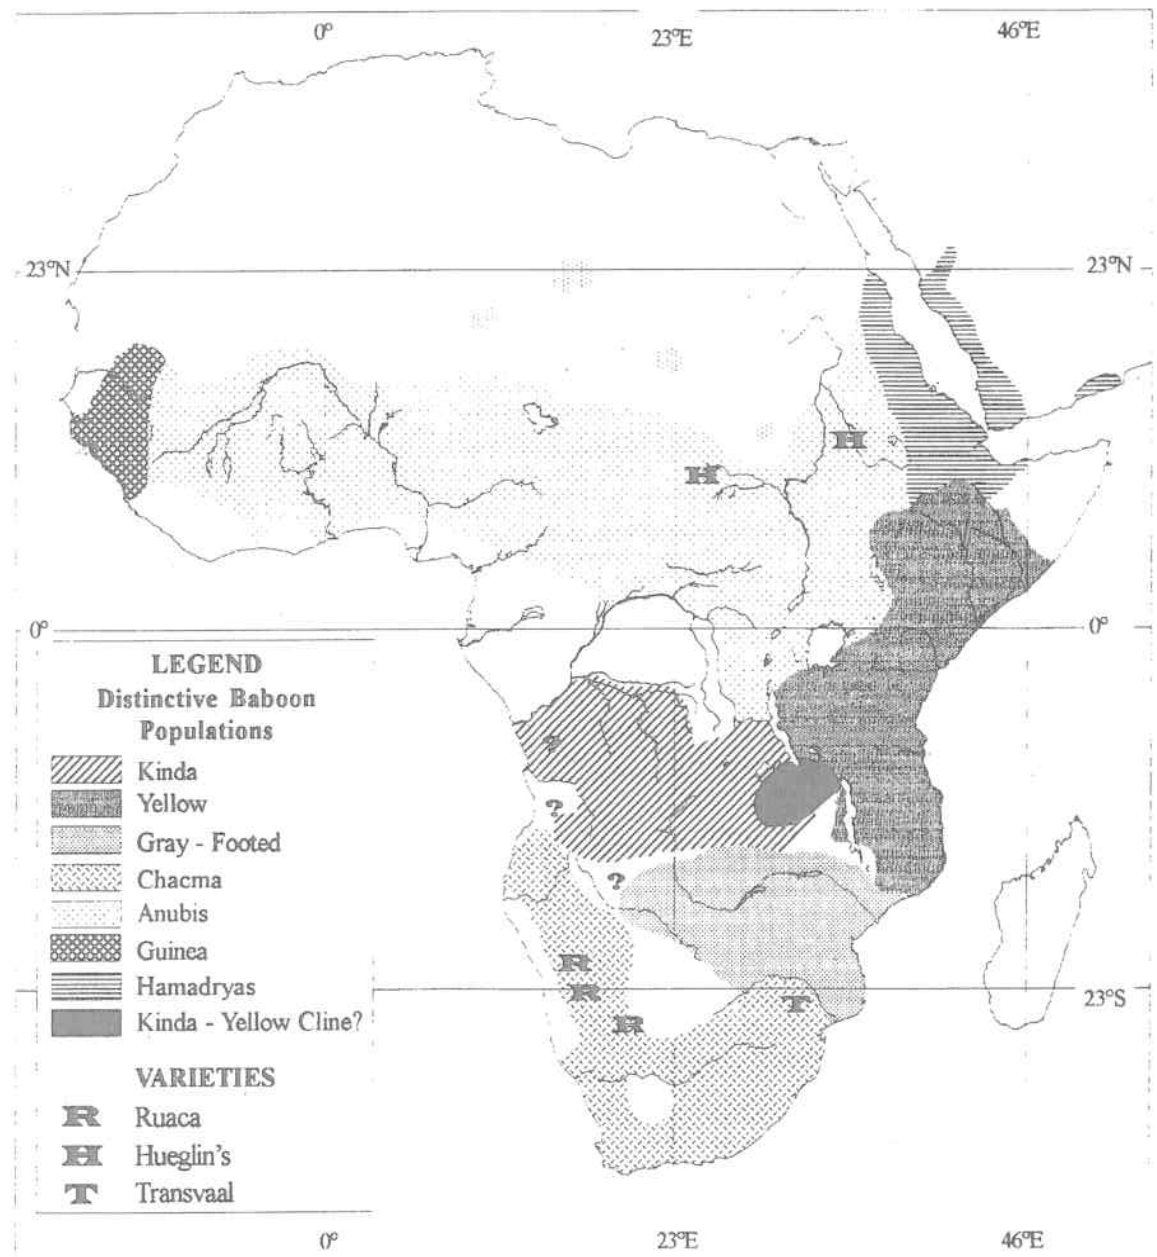 0° 23°E 46°E
23°N 23°N
H
H
0° 0°
LEGEND
Distinctive Baboon
Populations
Kinda
Yellow
Gray - Footed
Chacma
Anubis
Guinea
Hamadryas
Kinda - Yellow Cline?
?
?
?
R
R
R
T
23°S
VARIETIES
R Ruaca
H Hueglin's
T Transvaal
0° 23°E 46°E